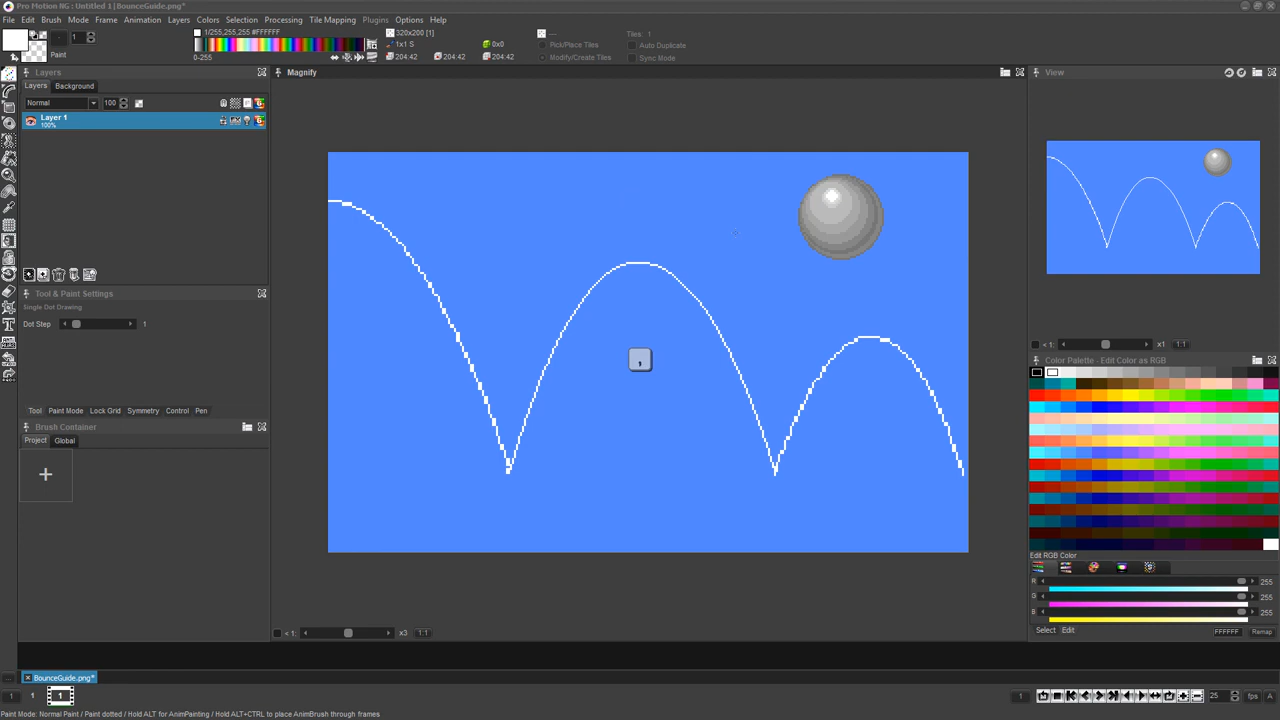 Pro Motion NG : Untitled 1 | BounceGuide.png*
File Edit Brush Mode Frame Animation Layers Colors Selection Processing Tile Mapping Plugins Options Help
1 Paint
1/255,255,255 #FFFFFF
0-255
320x200 [1]
1x1 S 0x0
204:42 204:42 204:42
Tiles: 1
Pick/Place Tiles Auto Duplicate
Modify/Create Tiles Sync Mode
Layers
Layers Background
Normal 100
Layer 1
100%
Tool & Paint Settings
Single Dot Drawing
Dot Step 1
Tool Paint Mode Lock Grid Symmetry Control Pen
Brush Container
Project Global
+
Magnify
,
< 1: x3 1:1
View
< 1: x1 1:1
Color Palette - Edit Color as RGB
Edit RGB Color
R 255
G 255
B 255
Select Edit FFFFFF Remap
BounceGuide.png*
1 1 1 1 25 fps A
Paint Mode: Normal Paint / Paint dotted / Hold ALT for AnimPainting / Hold ALT+CTRL to place AnimBrush through frames